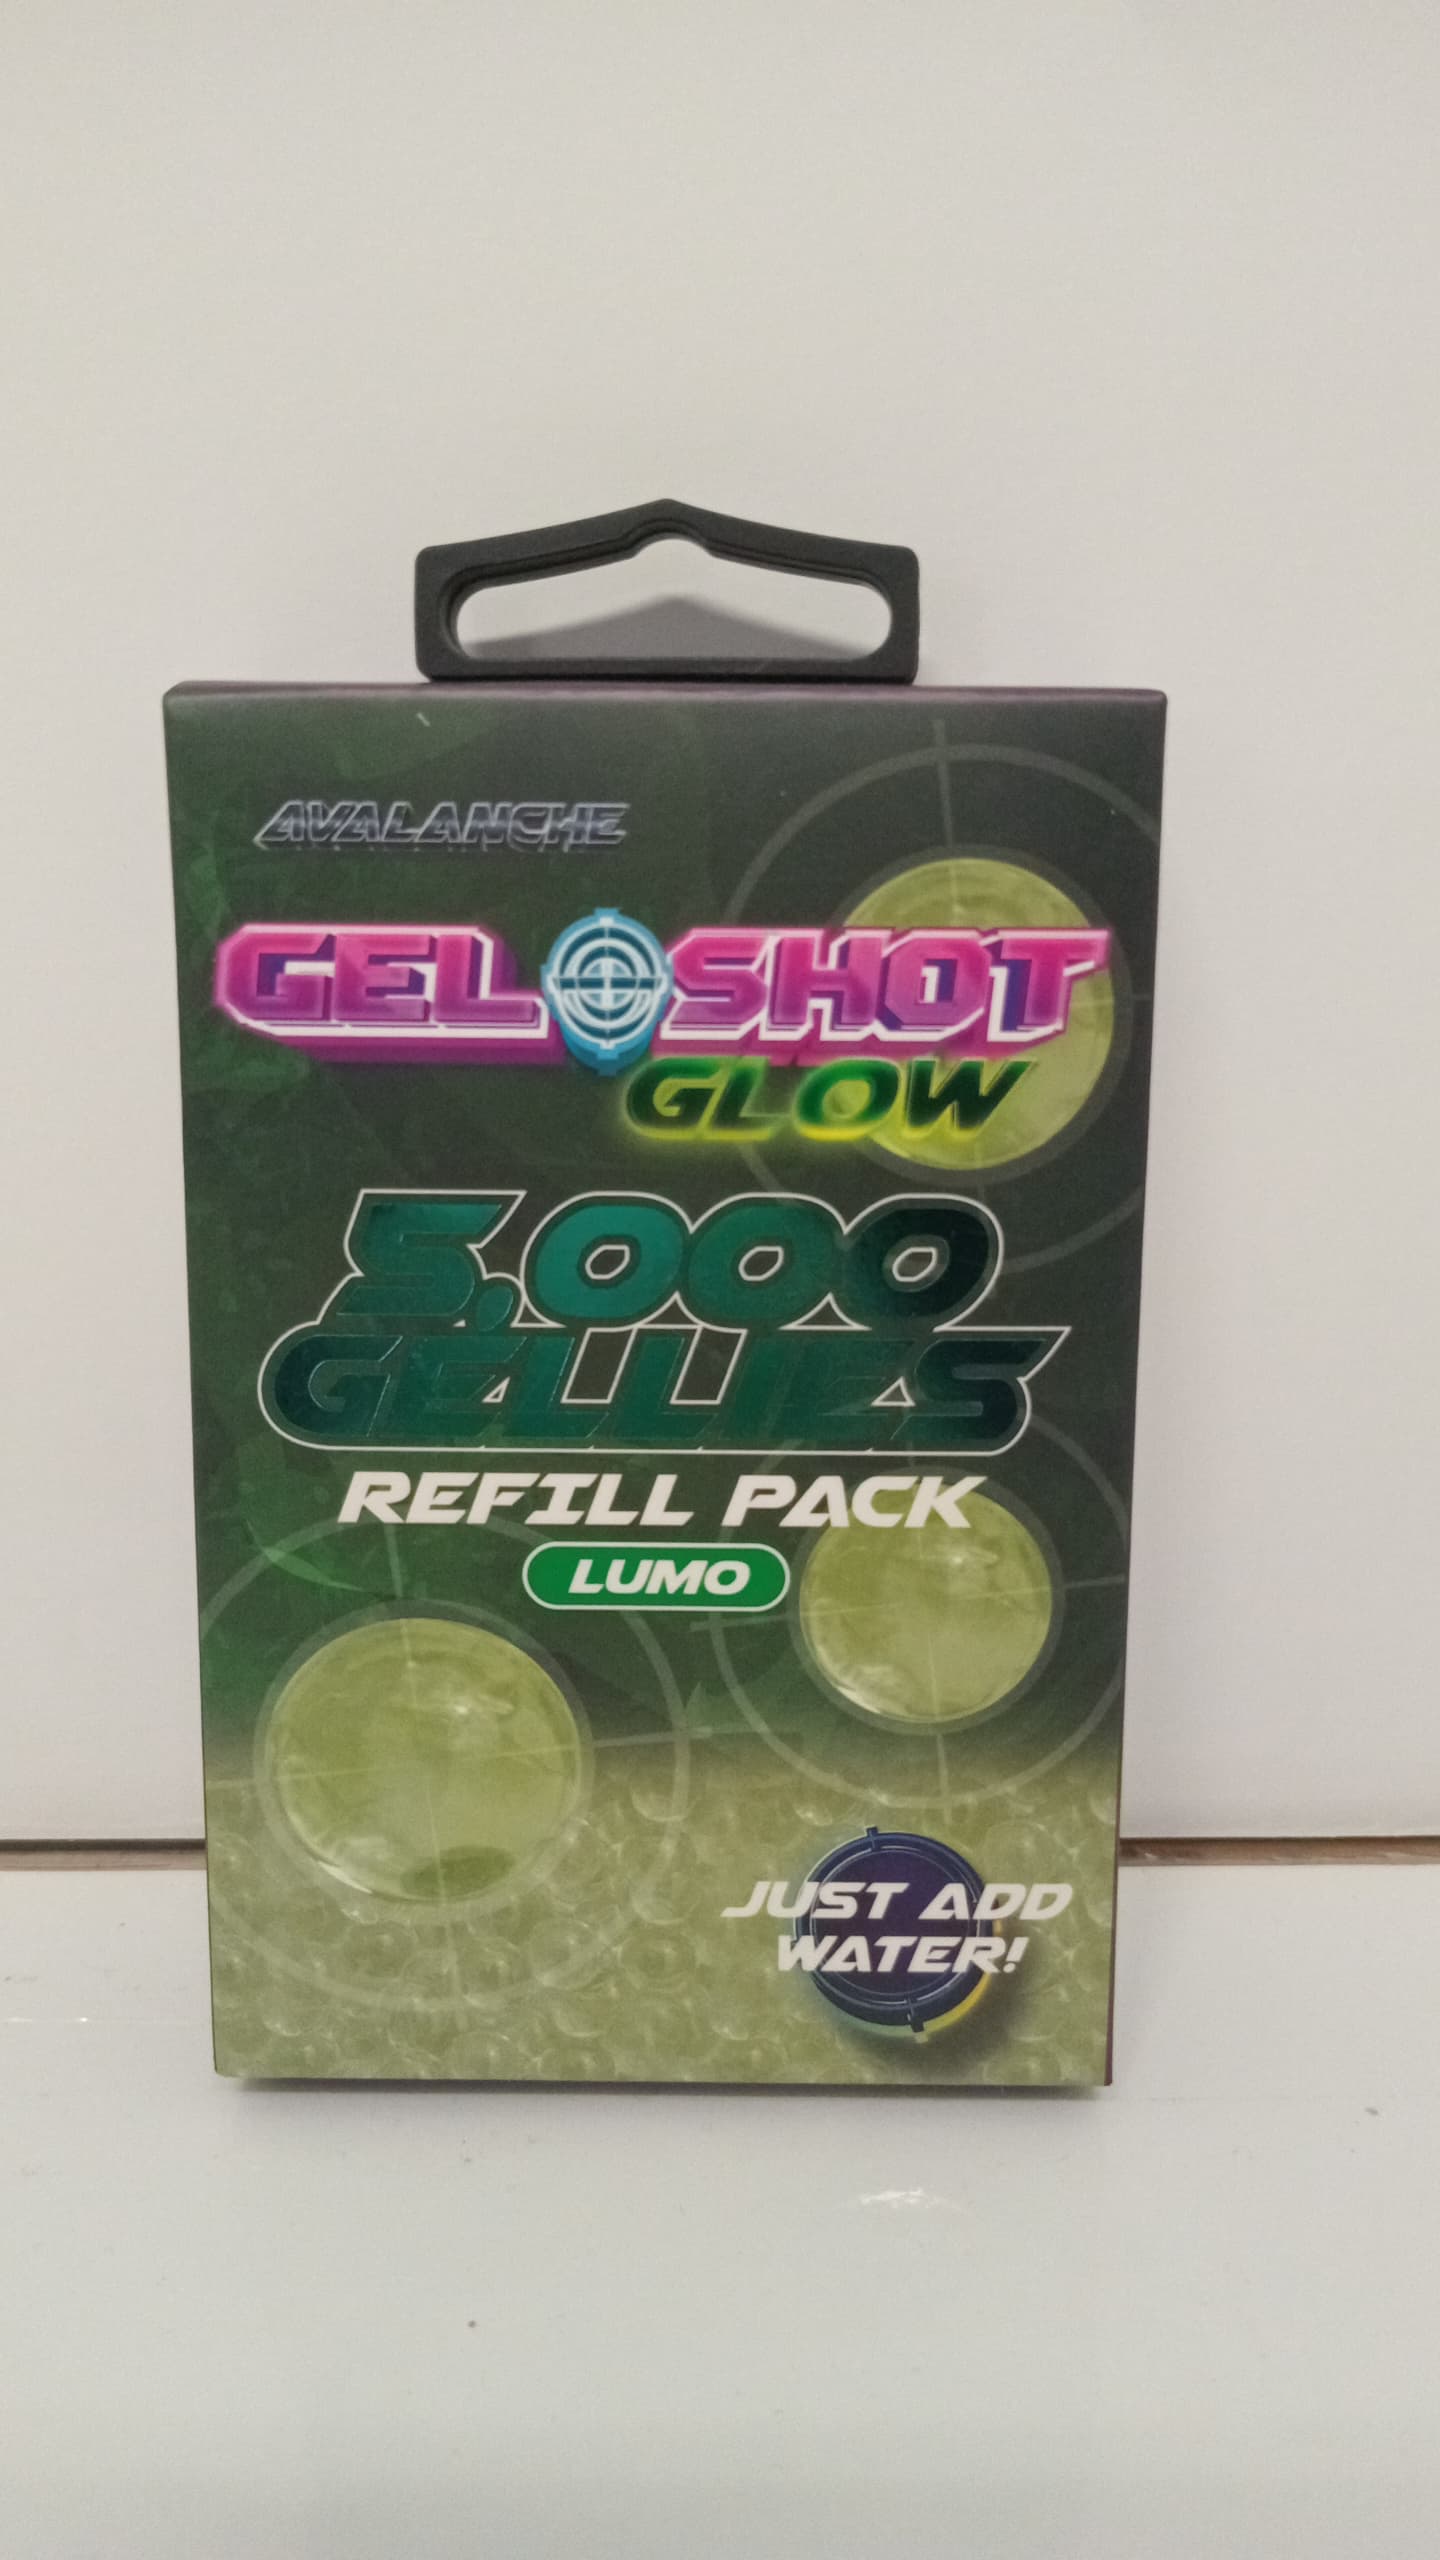 AVALANCHE
GEL SHOT
GLOW
5,000
GELLIES
REFILL PACK
LUMO
JUST ADD
WATER!